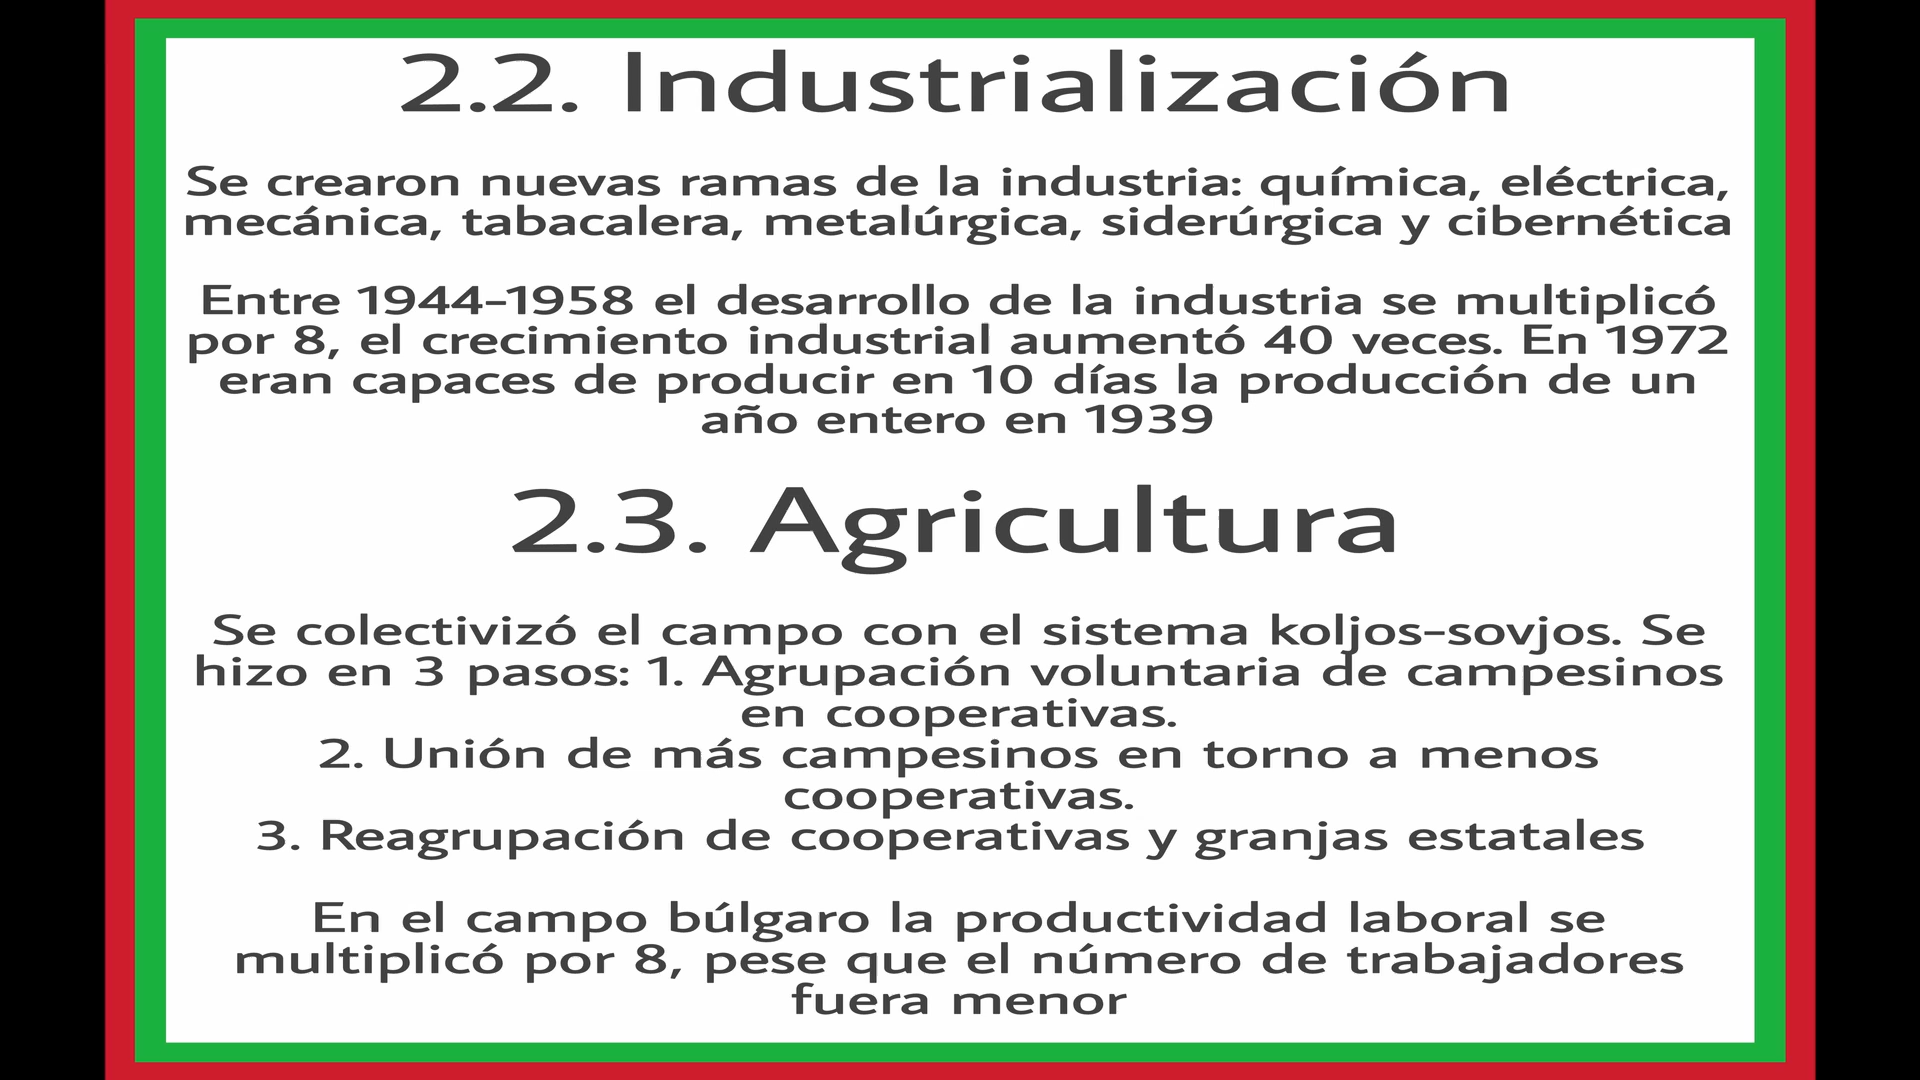 2.2. Industrialización
Se crearon nuevas ramas de la industria: química, eléctrica,
mecánica, tabacalera, metalúrgica, siderúrgica y cibernética
Entre 1944-1958 el desarrollo de la industria se multiplicó
por 8, el crecimiento industrial aumentó 40 veces. En 1972
eran capaces de producir en 10 días la producción de un
año entero en 1939
2.3. Agricultura
Se colectivizó el campo con el sistema koljos-sovjos. Se
hizo en 3 pasos: 1. Agrupación voluntaria de campesinos
en cooperativas.
2. Unión de más campesinos en torno a menos
cooperativas.
3. Reagrupación de cooperativas y granjas estatales
En el campo búlgaro la productividad laboral se
multiplicó por 8, pese que el número de trabajadores
fuera menor